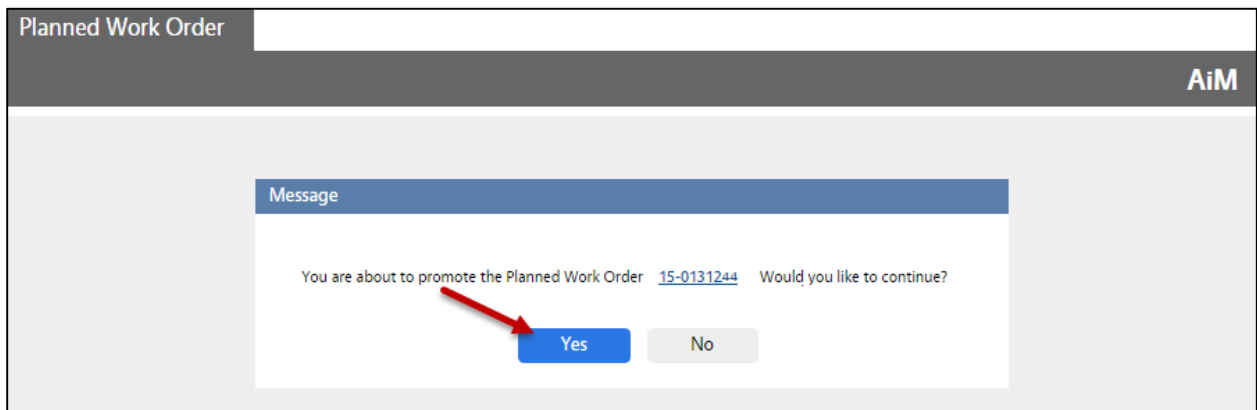 Planned Work Order
AiM
Message
You are about to promote the Planned Work Order 15-0131244 Would you like to continue?
Yes No